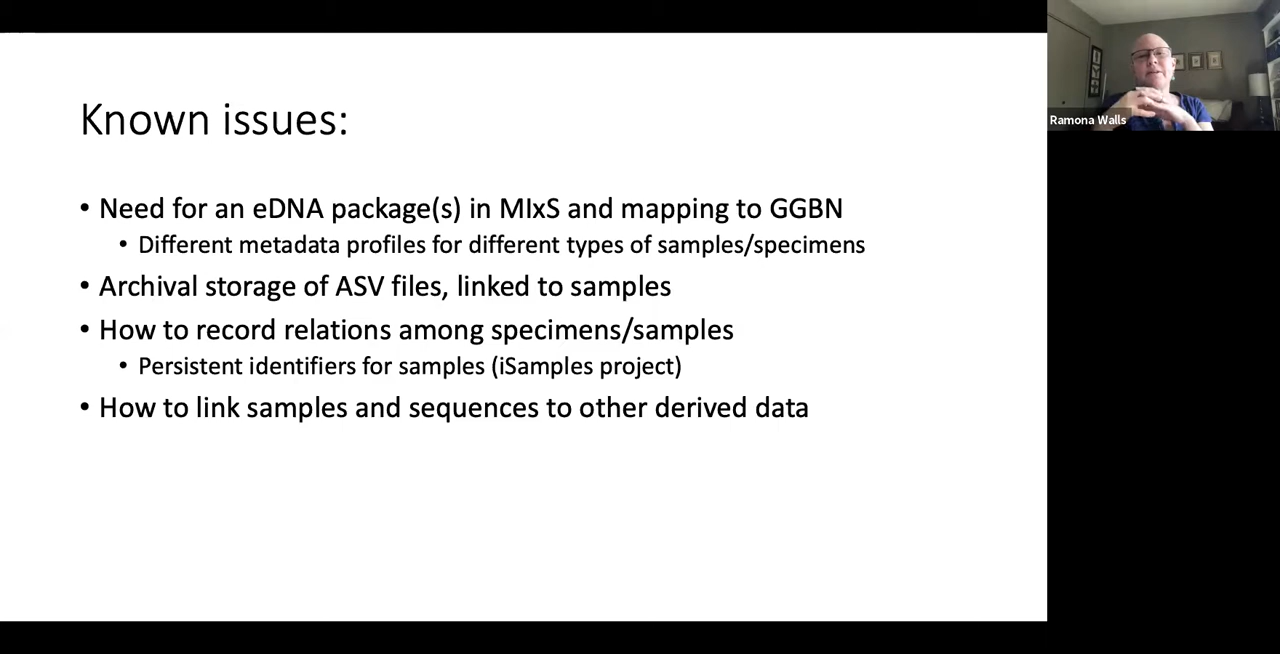 Known issues:
• Need for an eDNA package(s) in MIxS and mapping to GGBN
• Different metadata profiles for different types of samples/specimens
• Archival storage of ASV files, linked to samples
• How to record relations among specimens/samples
• Persistent identifiers for samples (iSamples project)
• How to link samples and sequences to other derived data
Ramona Walls